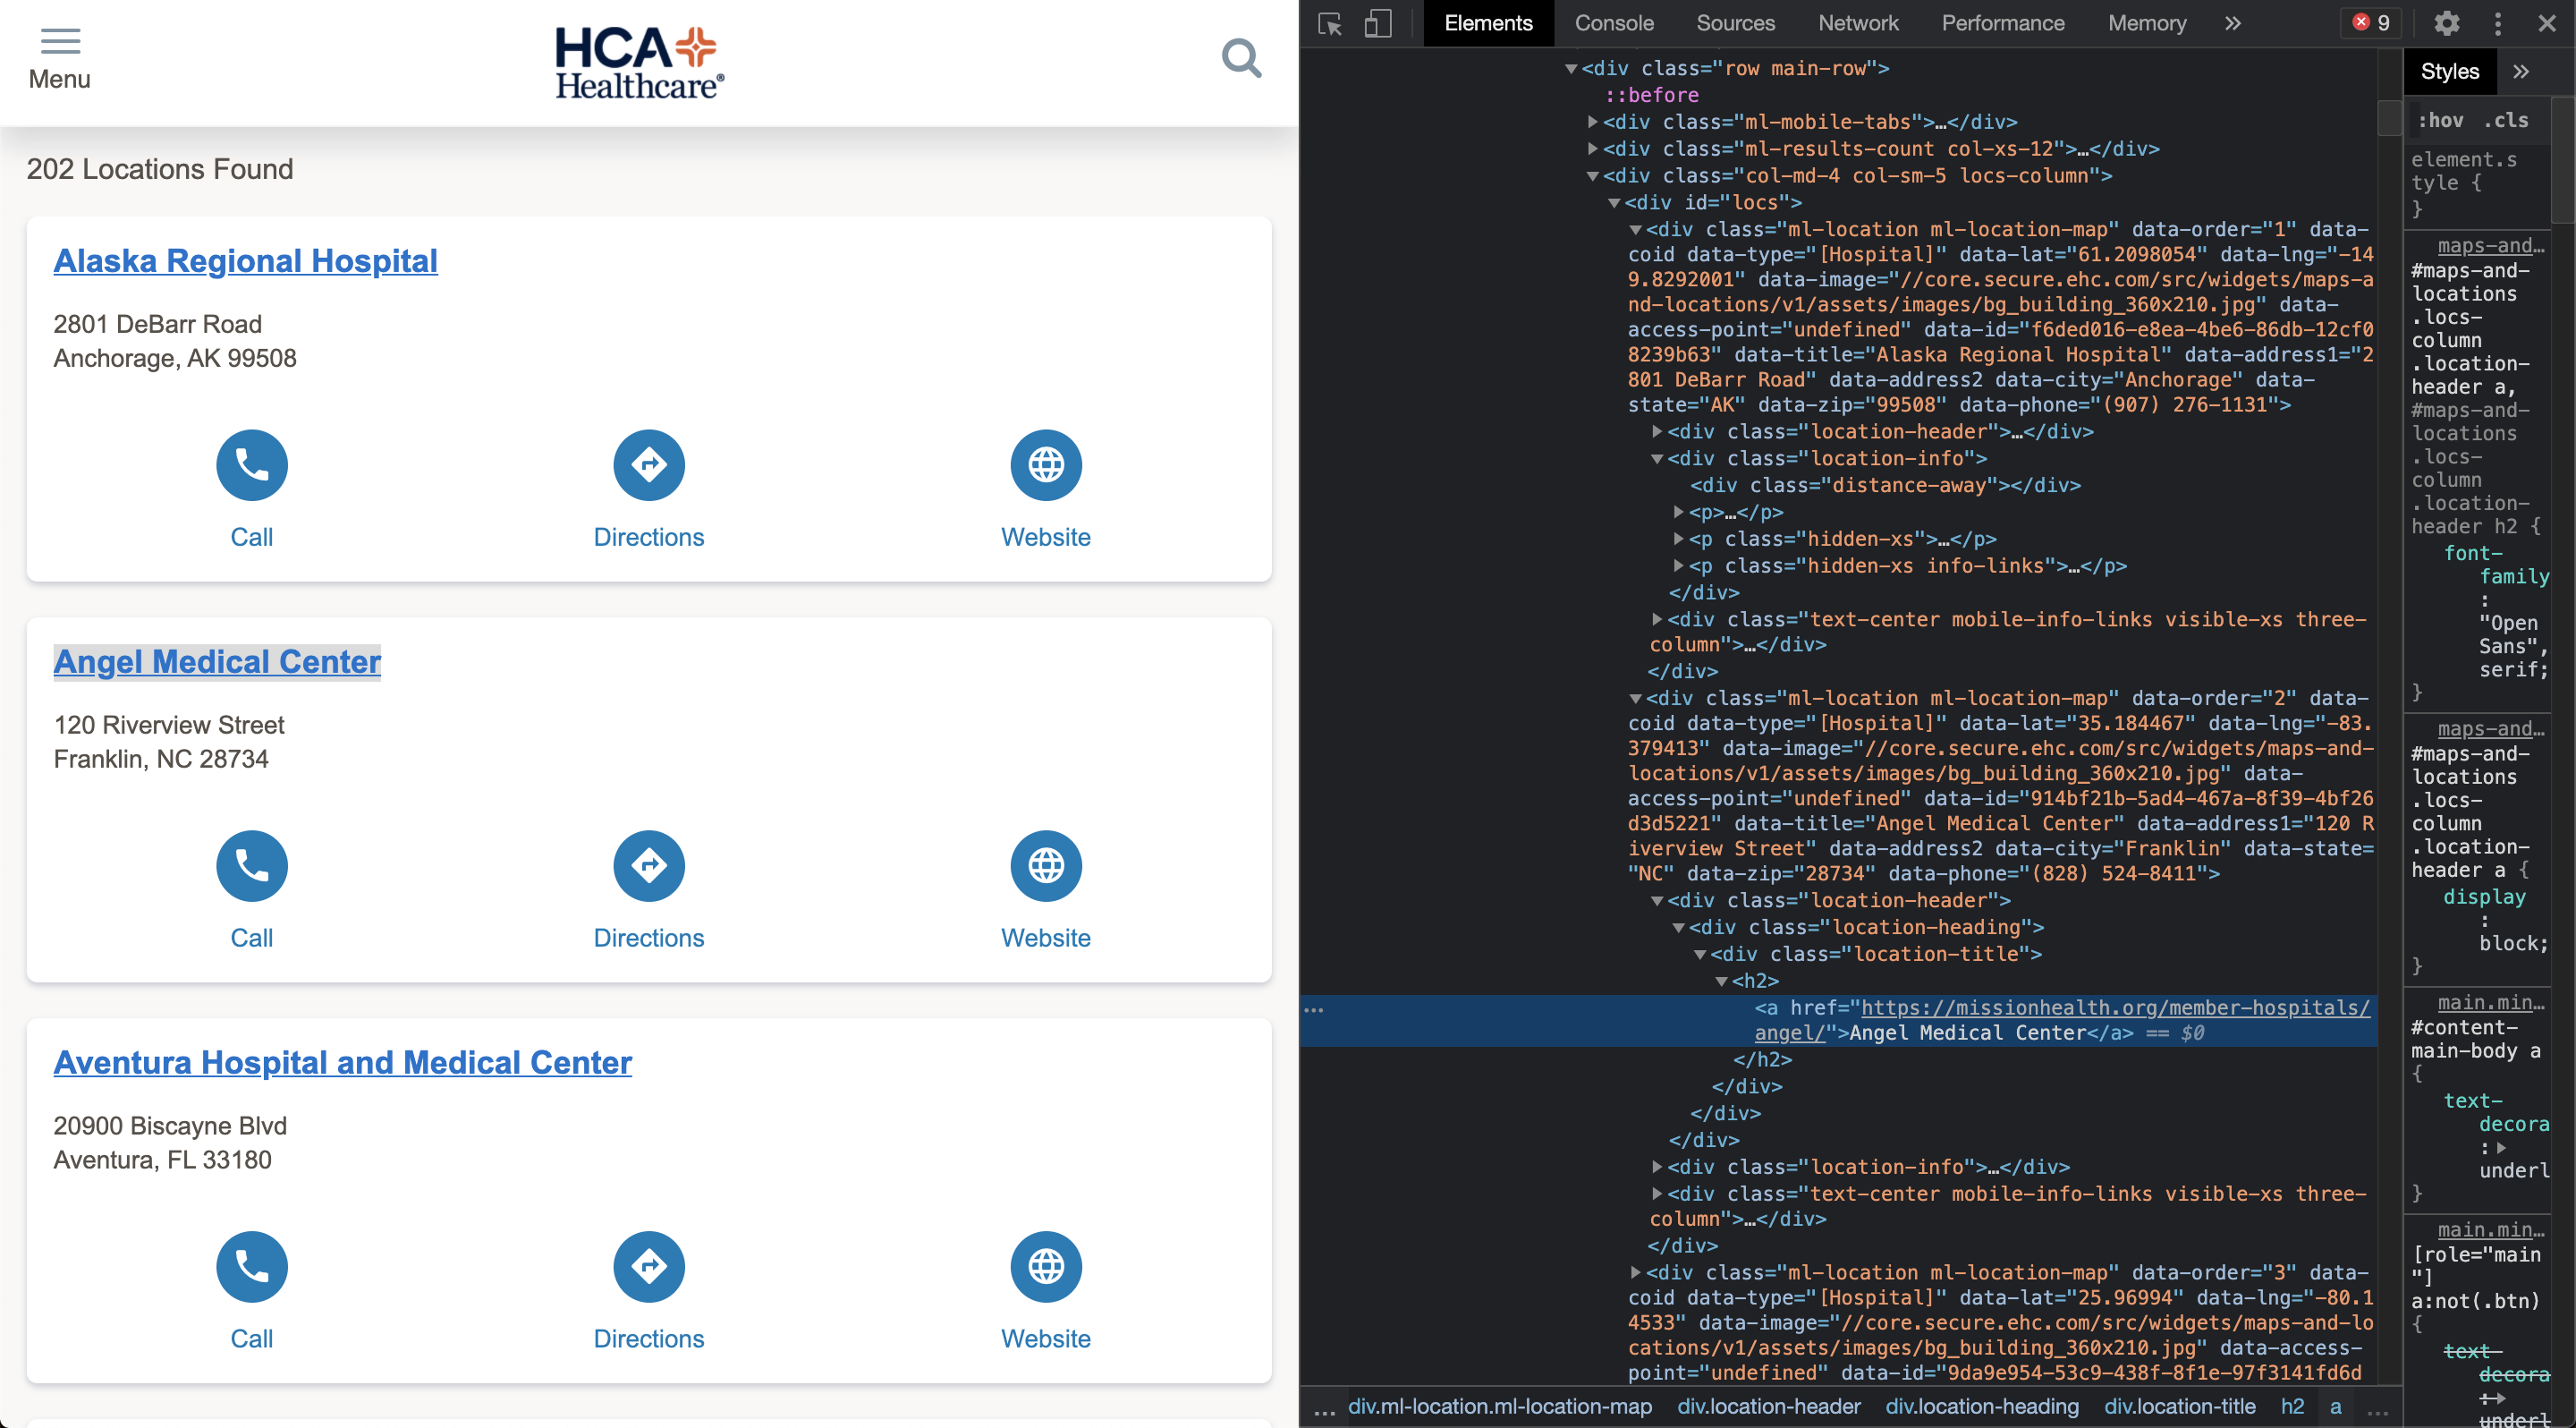 Menu
HCA
Healthcare®
202 Locations Found
Alaska Regional Hospital
2801 DeBarr Road
Anchorage, AK 99508
Call
Directions
Website
Angel Medical Center
120 Riverview Street
Franklin, NC 28734
Call
Directions
Website
Aventura Hospital and Medical Center
20900 Biscayne Blvd
Aventura, FL 33180
Call
Directions
Website
Elements Console Sources Network Performance Memory » 9
<div class="row main-row">
::before
<div class="ml-mobile-tabs">…</div>
<div class="ml-results-count col-xs-12">…</div>
<div class="col-md-4 col-sm-5 locs-column">
<div id="locs">
<div class="ml-location ml-location-map" data-order="1" data-
coid data-type="[Hospital]" data-lat="61.2098054" data-lng="-14
9.8292001" data-image="//core.secure.ehc.com/src/widgets/maps-a
nd-locations/v1/assets/images/bg_building_360x210.jpg" data-
access-point="undefined" data-id="f6ded016-e8ea-4be6-86db-12cf0
8239b63" data-title="Alaska Regional Hospital" data-address1="2
801 DeBarr Road" data-address2 data-city="Anchorage" data-
state="AK" data-zip="99508" data-phone="(907) 276-1131">
<div class="location-header">…</div>
<div class="location-info">
<div class="distance-away"></div>
<p>…</p>
<p class="hidden-xs">…</p>
<p class="hidden-xs info-links">…</p>
</div>
<div class="text-center mobile-info-links visible-xs three-
column">…</div>
</div>
<div class="ml-location ml-location-map" data-order="2" data-
coid data-type="[Hospital]" data-lat="35.184467" data-lng="-83.
379413" data-image="//core.secure.ehc.com/src/widgets/maps-and-
locations/v1/assets/images/bg_building_360x210.jpg" data-
access-point="undefined" data-id="914bf21b-5ad4-467a-8f39-4bf26
d3d5221" data-title="Angel Medical Center" data-address1="120 R
iverview Street" data-address2 data-city="Franklin" data-state=
"NC" data-zip="28734" data-phone="(828) 524-8411">
<div class="location-header">
<div class="location-heading">
<div class="location-title">
<h2>
… <a href="https://missionhealth.org/member-hospitals/
angel/">Angel Medical Center</a> == $0
</h2>
</div>
</div>
</div>
<div class="location-info">…</div>
<div class="text-center mobile-info-links visible-xs three-
column">…</div>
</div>
<div class="ml-location ml-location-map" data-order="3" data-
coid data-type="[Hospital]" data-lat="25.96994" data-lng="-80.1
4533" data-image="//core.secure.ehc.com/src/widgets/maps-and-lo
cations/v1/assets/images/bg_building_360x210.jpg" data-access-
point="undefined" data-id="9da9e954-53c9-438f-8f1e-97f3141fd6d
… div.ml-location.ml-location-map div.location-header div.location-heading div.location-title h2 a …
Styles »
:hov .cls
element.s
tyle {
}
maps-and…
#maps-and-
locations
.locs-
column
.location-
header a,
#maps-and-
locations
.locs-
column
.location-
header h2 {
font-
family
:
"Open
Sans",
serif;
}
maps-and…
#maps-and-
locations
.locs-
column
.location-
header a {
display
:
block;
}
main.min…
#content-
main-body a
{
text-
decora
:
underl
}
main.min…
[role="main
"]
a:not(.btn)
{
text-
decora
:
underl